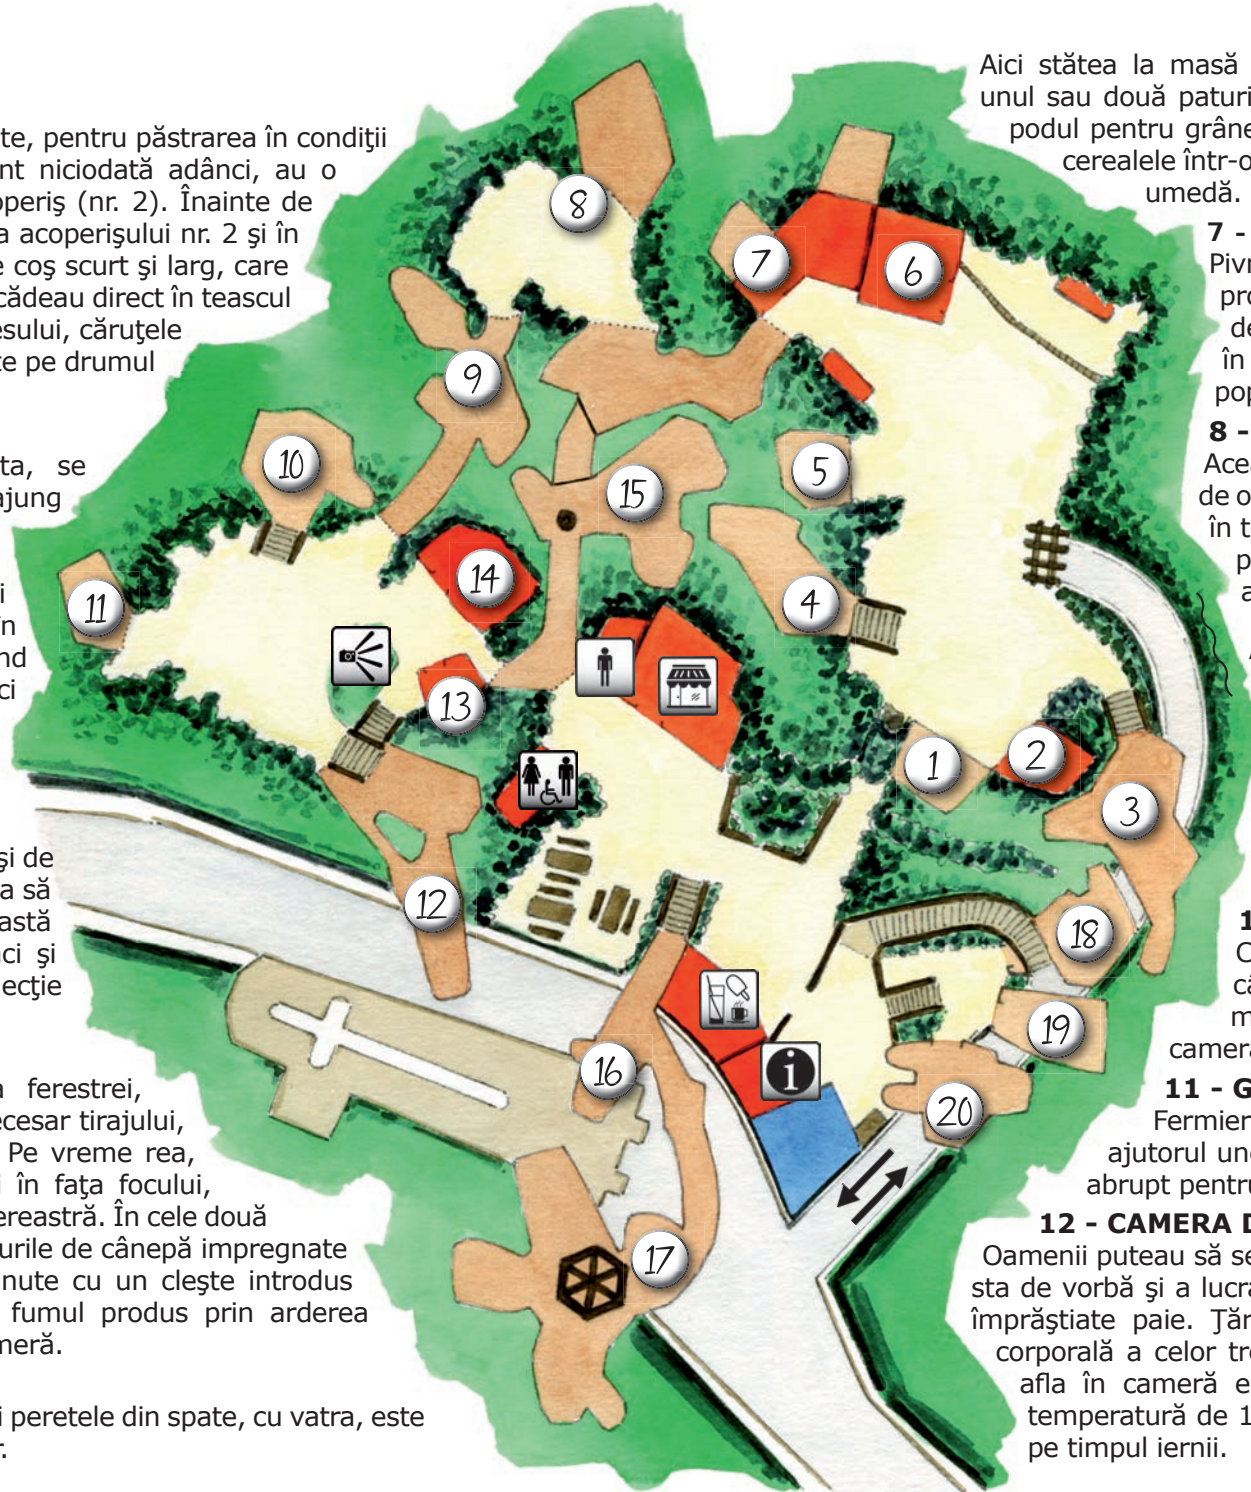 te, pentru păstrarea în condiţii
nt niciodată adânci, au o
operiş (nr. 2). Înainte de
a acoperişului nr. 2 şi în
e coş scurt şi larg, care
cădeau direct în teascul
esului, căruţele
te pe drumul
ta, se
ajung
i
în
nd
ci
şi de
a să
astă
aci şi
ecţie
a ferestrei,
ecesar tirajului,
Pe vreme rea,
i în faţa focului,
ereastră. În cele două
urile de cânepă impregnate
nute cu un cleşte introdus
fumul produs prin arderea
meră.
i peretele din spate, cu vatra, este
r.
8
7
6
9
10
15
5
14
4
11
13
1
2
3
12
18
16
19
i
20
17
Aici stătea la masă
unul sau două paturi
podul pentru grâne
cerealele într-o
umedă.
7 -
Pivn
pro
de
în
pop
8 -
Acea
de o
în t
p
a
A
1
C
câ
m
camera
11 - G
Fermier
ajutorul une
abrupt pentru
12 - CAMERA D
Oamenii puteau să se
sta de vorbă şi a lucra
împrăştiate paie. Ţăr
corporală a celor tre
afla în cameră e
temperatură de 1
pe timpul iernii.